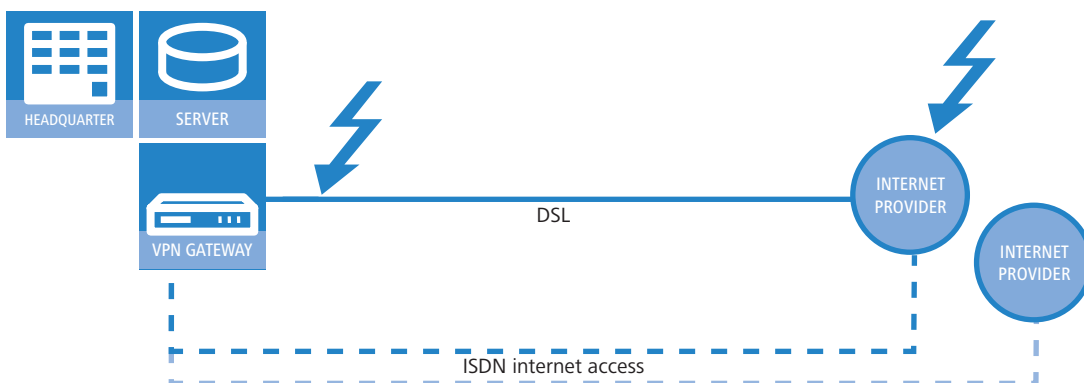 HEADQUARTER
SERVER
VPN GATEWAY
DSL
INTERNET
PROVIDER
INTERNET
PROVIDER
ISDN internet access